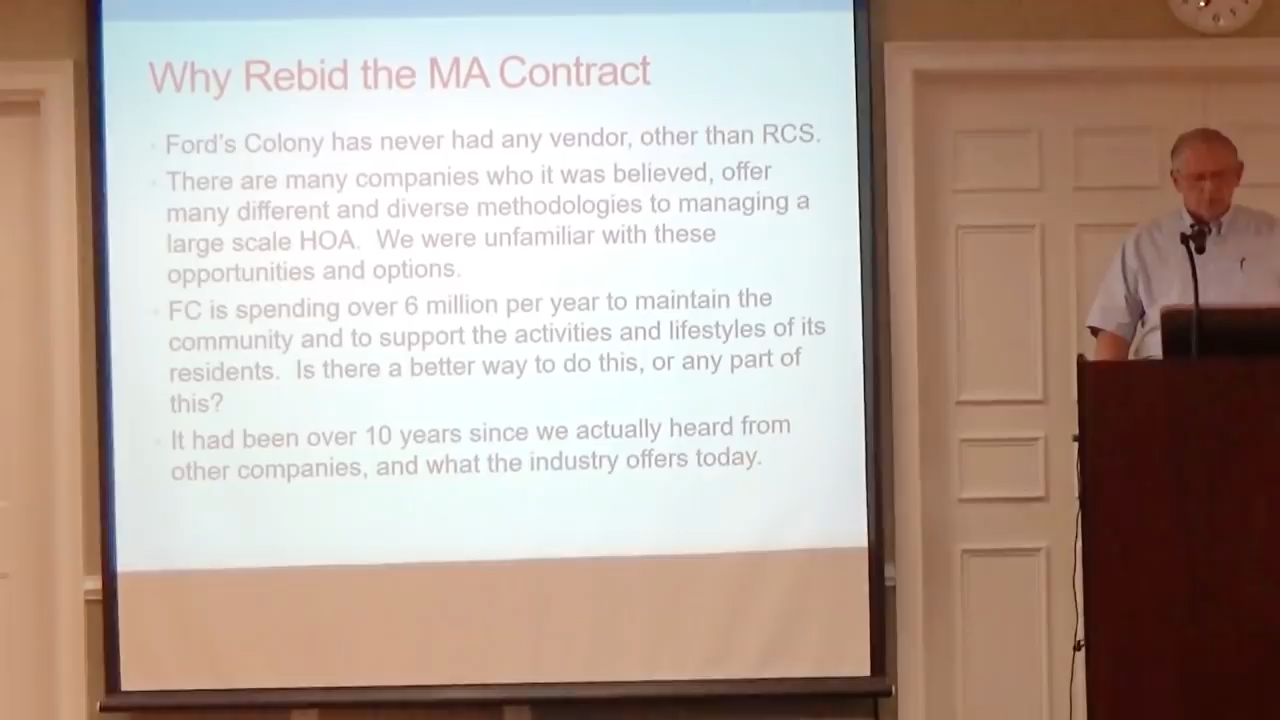 Why Rebid the MA Contract
Ford's Colony has never had any vendor, other than RCS.
There are many companies who it was believed, offer
many different and diverse methodologies to managing a
large scale HOA.  We were unfamiliar with these
opportunities and options.
FC is spending over 6 million per year to maintain the
community and to support the activities and lifestyles of its
residents.  Is there a better way to do this, or any part of
this?
It had been over 10 years since we actually heard from
other companies, and what the industry offers today.